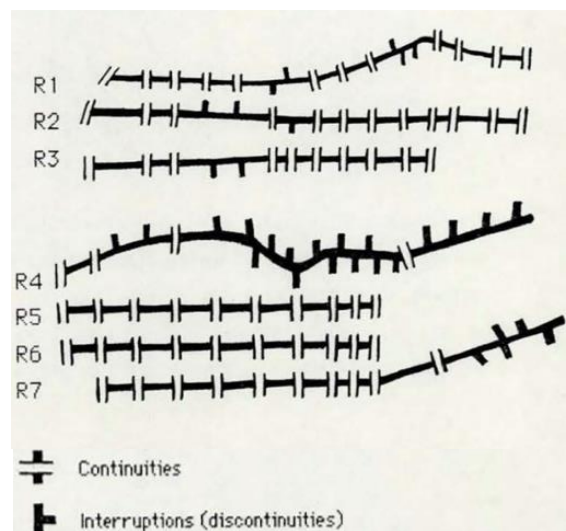 R1
R2
R3
R4
R5
R6
R7
Continuities
Interruptions (discontinuities)